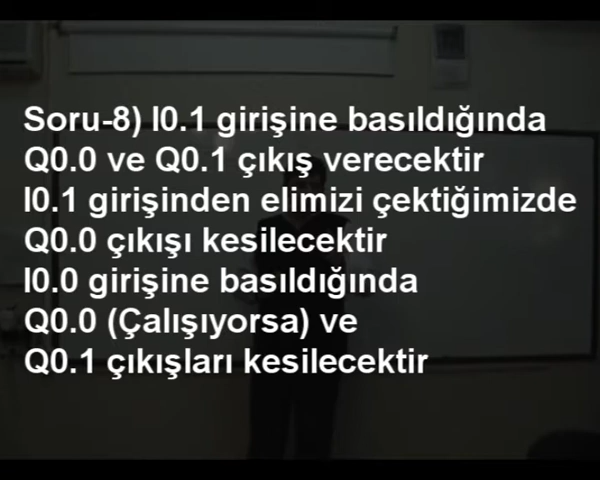 Soru-8) I0.1 girişine basıldığında
Q0.0 ve Q0.1 çıkış verecektir
I0.1 girişinden elimizi çektiğimizde
Q0.0 çıkışı kesilecektir
I0.0 girişine basıldığında
Q0.0 (Çalışıyorsa) ve
Q0.1 çıkışları kesilecektir